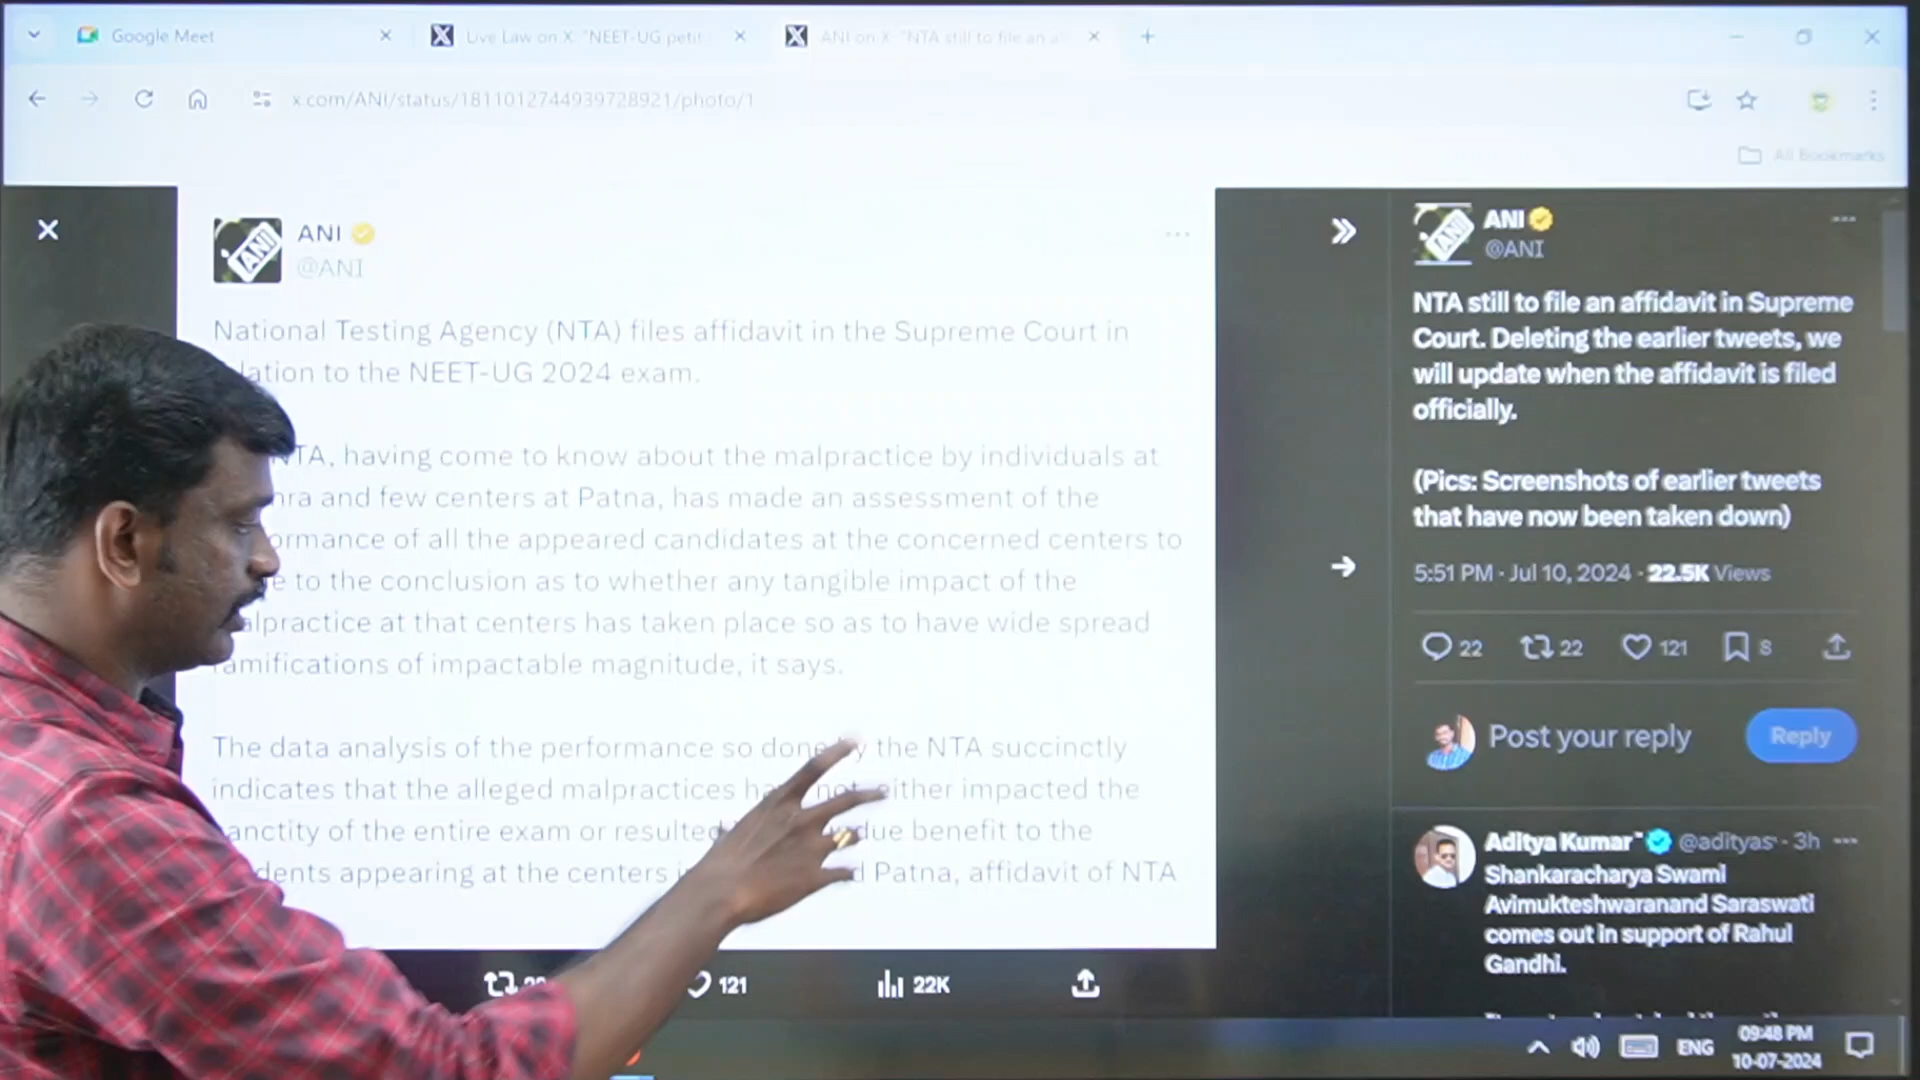 Google Meet
Live Law on X: "NEET-UG petit
ANI on X: "NTA still to file an a
x.com/ANI/status/1811012744939728921/photo/1
All Bookmarks
ANI
@ANI
National Testing Agency (NTA) files affidavit in the Supreme Court in
lation to the NEET-UG 2024 exam.
NTA, having come to know about the malpractice by individuals at
hra and few centers at Patna, has made an assessment of the
ormance of all the appeared candidates at the concerned centers to
e to the conclusion as to whether any tangible impact of the
alpractice at that centers has taken place so as to have wide spread
ramifications of impactable magnitude, it says.
The data analysis of the performance so done by the NTA succinctly
indicates that the alleged malpractices not either impacted the
sanctity of the entire exam or resulted due benefit to the
dents appearing at the centers Patna, affidavit of NTA
121
22K
ANI
@ANI
NTA still to file an affidavit in Supreme
Court. Deleting the earlier tweets, we
will update when the affidavit is filed
officially.
(Pics: Screenshots of earlier tweets
that have now been taken down)
5:51 PM · Jul 10, 2024 · 22.5K Views
22 22 121 8
Post your reply
Reply
Aditya Kumar @adityas · 3h
Shankaracharya Swami
Avimukteshwaranand Saraswati
comes out in support of Rahul
Gandhi.
ENG
09:48 PM
10-07-2024